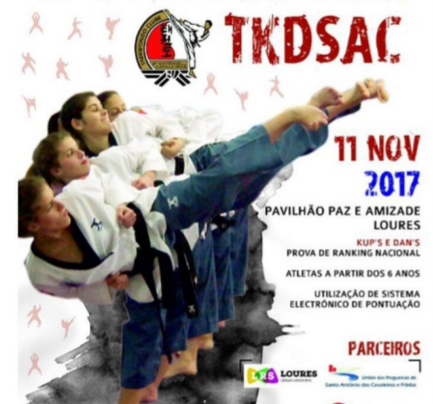 TKDSAC
11 NOV
2017
PAVILHÃO PAZ E AMIZADE
LOURES
KUP'S E DAN'S
PROVA DE RANKING NACIONAL
ATLETAS A PARTIR DOS 6 ANOS
UTILIZAÇÃO DE SISTEMA
ELECTRÓNICO DE PONTUAÇÃO
PARCEIROS
LOURES
União das Freguesias de
Santo António dos Cavaleiros e Frielas